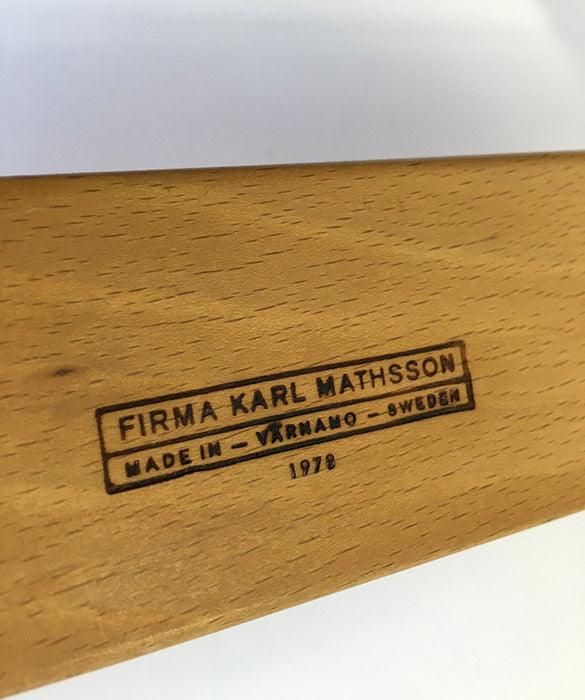 FIRMA KARL MATHSSON
MADE IN – VÄRNAMO – SWEDEN
1978